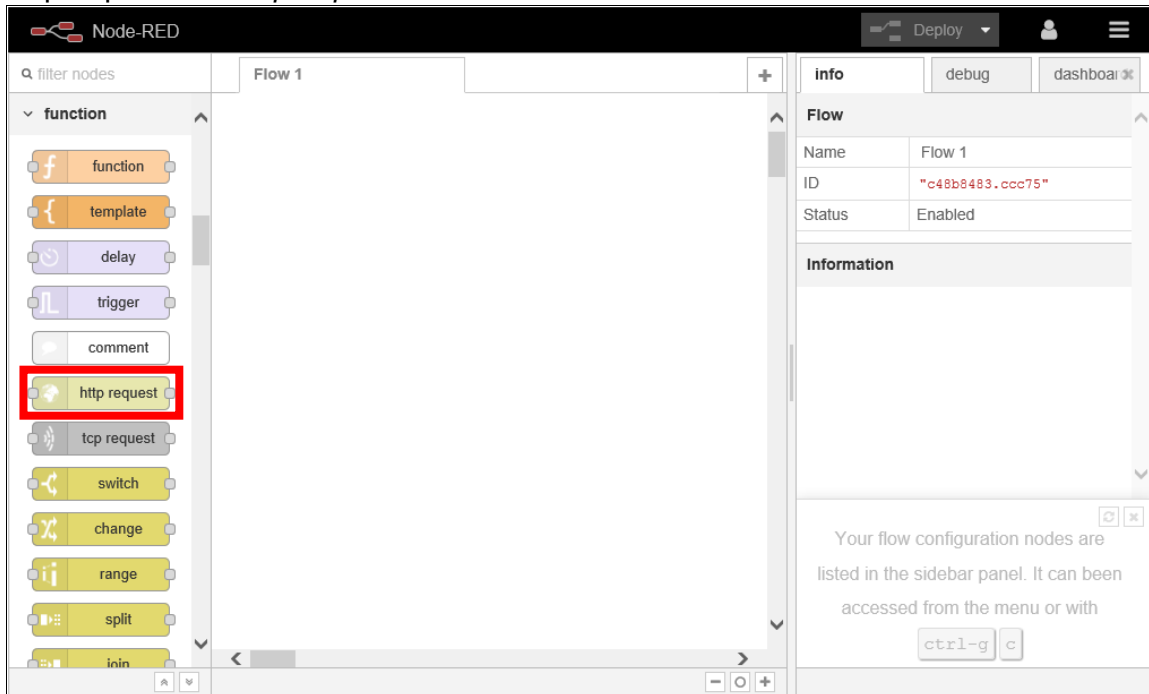 Node-RED
Deploy
filter nodes
Flow 1
info
debug
dashboar
function
function
template
delay
trigger
comment
http request
tcp request
switch
change
range
split
join
Flow
Name
Flow 1
ID
"c48b8483.ccc75"
Status
Enabled
Information
Your flow configuration nodes are
listed in the sidebar panel. It can been
accessed from the menu or with
ctrl-g c